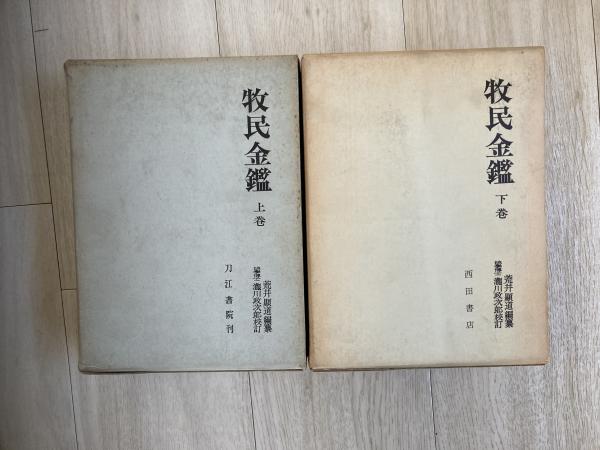 牧民金鑑
上巻
荒井顯道編纂
瀧川政次郎校訂
刀江書院刊
牧民金鑑
下巻
荒井顯道編纂
瀧川政次郎校訂
西田書店